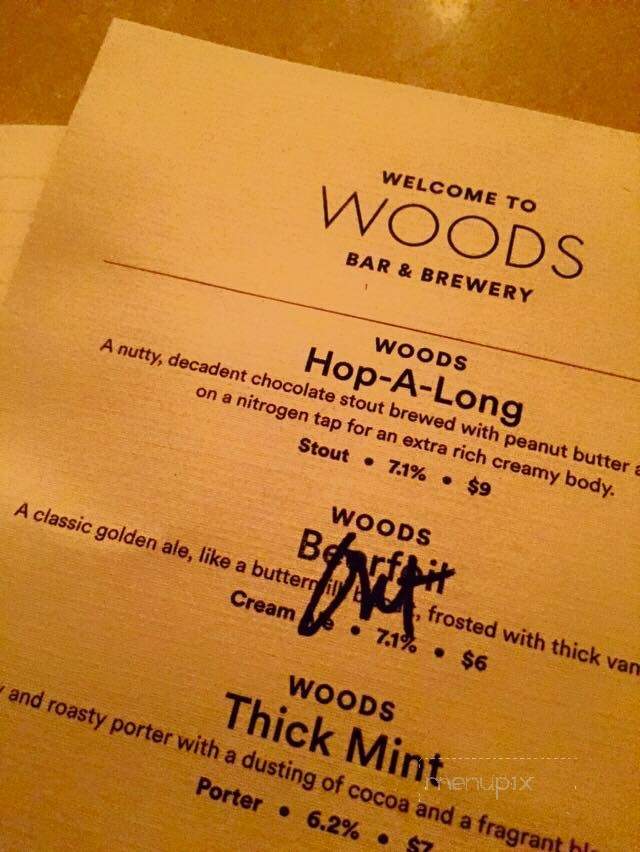 WELCOME TO
WOODS
BAR & BREWERY
WOODS
Hop-A-Long
A nutty, decadent chocolate stout brewed with peanut butter
on a nitrogen tap for an extra rich creamy body.
Stout • 7.1% • $9
WOODS
out
A classic golden ale, like a buttermilk, frosted with thick
Cream • 7.1% • $6
WOODS
Thick Mint
and roasty porter with a dusting of cocoa and a fragrant
Porter • 6.2% • $7
menupix